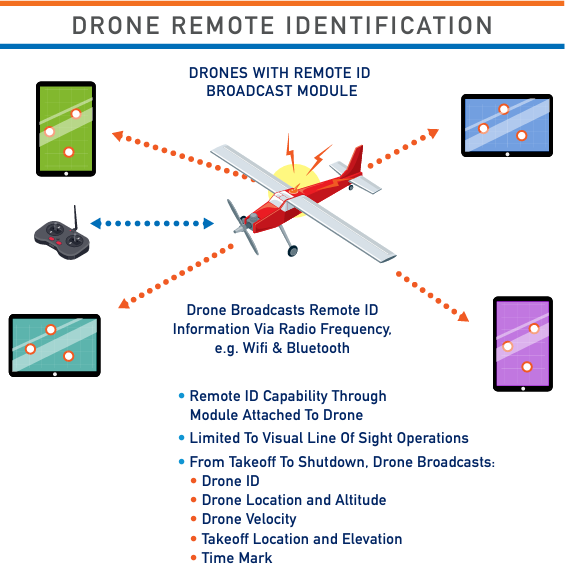 DRONE REMOTE IDENTIFICATION
DRONES WITH REMOTE ID
BROADCAST MODULE
Drone Broadcasts Remote ID
Information Via Radio Frequency,
e.g. Wifi & Bluetooth
• Remote ID Capability Through
Module Attached To Drone
• Limited To Visual Line Of Sight Operations
• From Takeoff To Shutdown, Drone Broadcasts:
• Drone ID
• Drone Location and Altitude
• Drone Velocity
• Takeoff Location and Elevation
• Time Mark